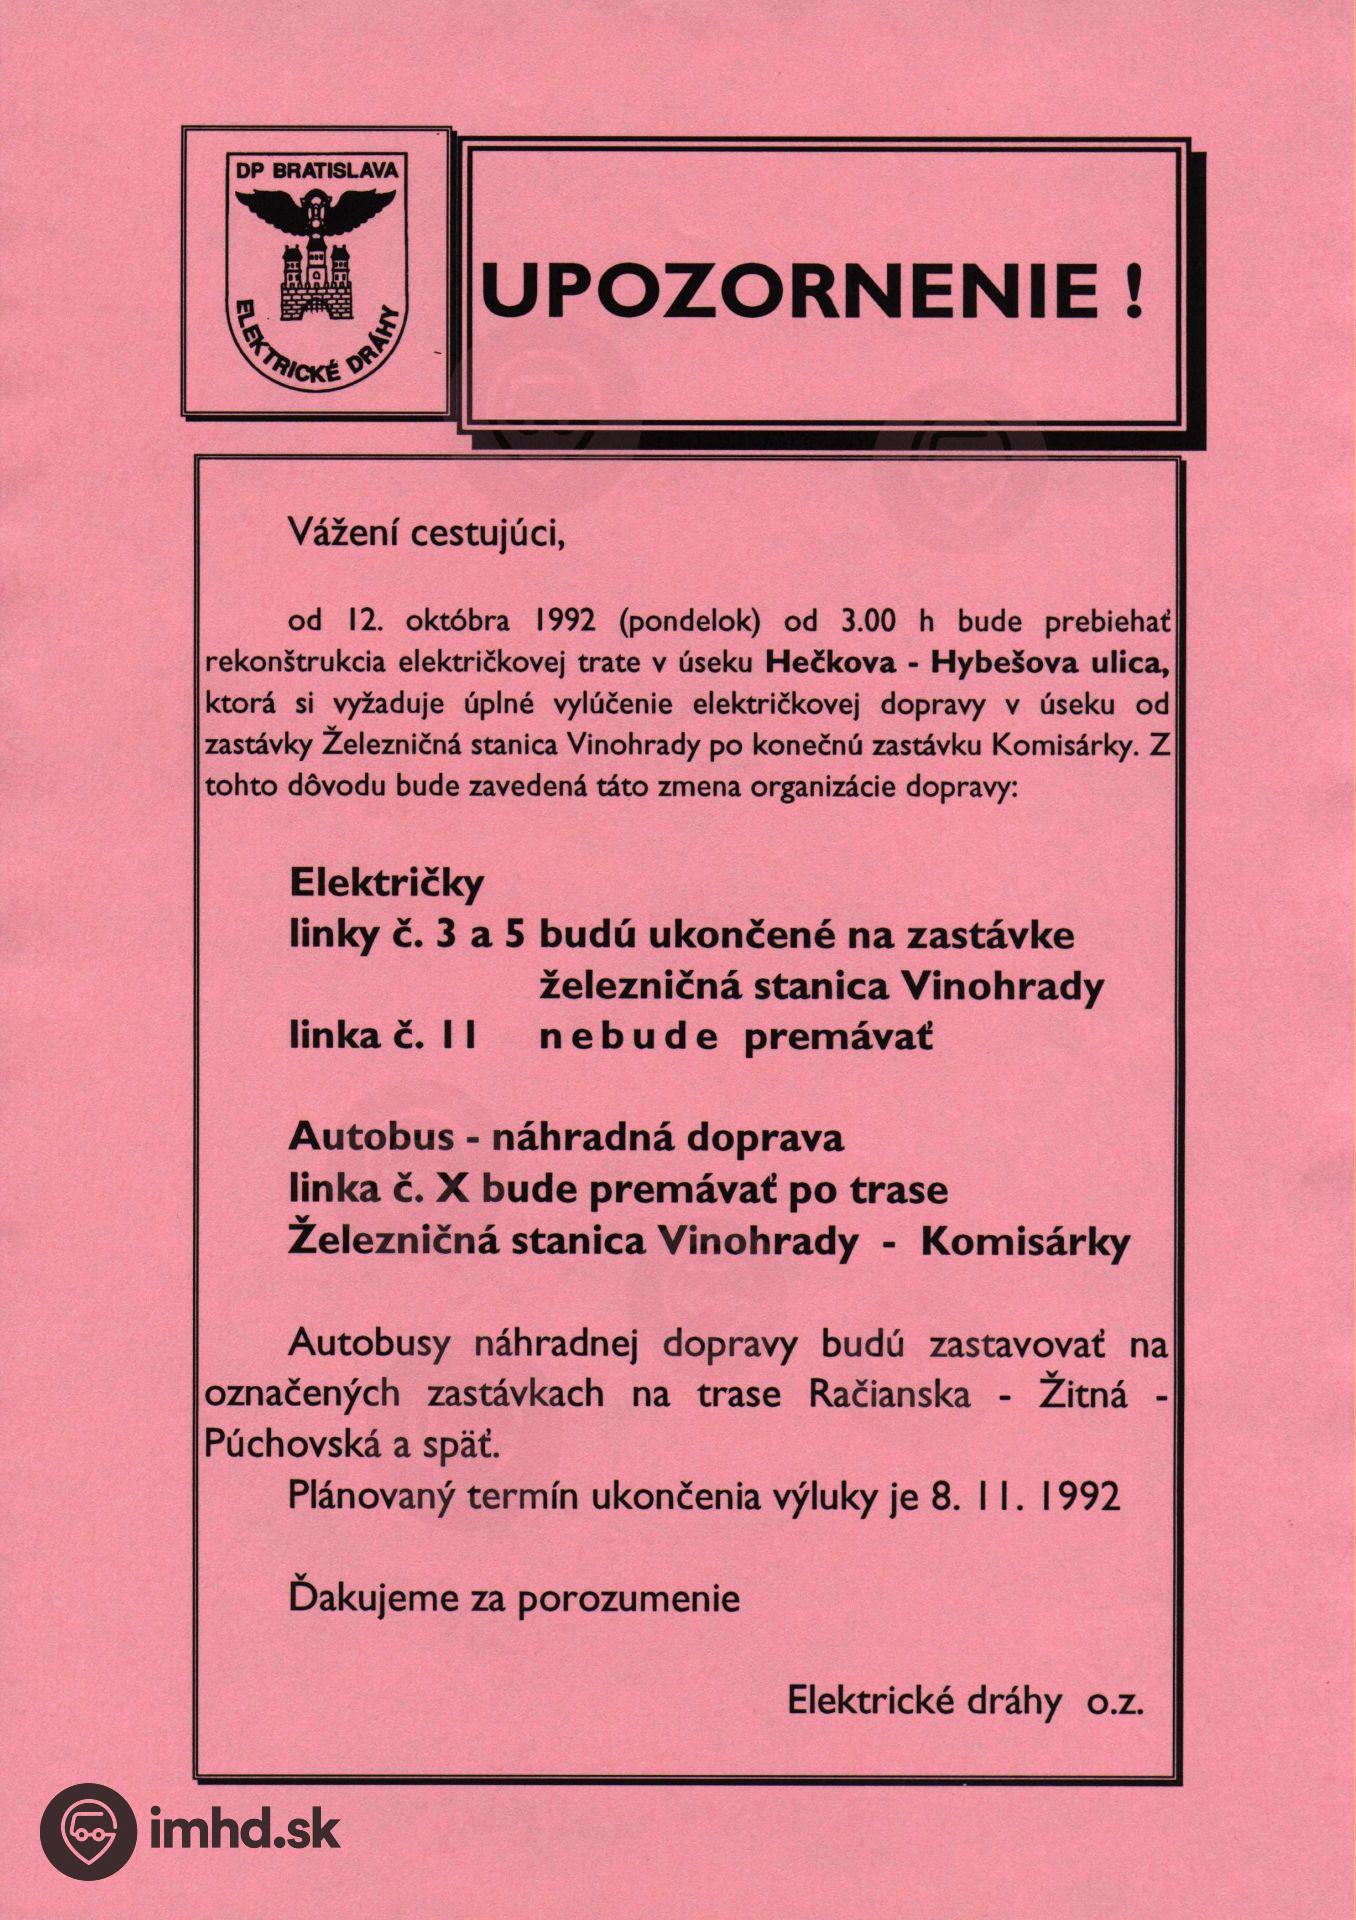 DP BRATISLAVA
ELEKTRICKÉ DRÁHY
UPOZORNENIE !
Vážení cestujúci,
od 12. októbra 1992 (pondelok) od 3.00 h bude prebiehať
rekonštrukcia električkovej trate v úseku Hečkova - Hybešova ulica,
ktorá si vyžaduje úplné vylúčenie električkovej dopravy v úseku od
zastávky Železničná stanica Vinohrady po konečnú zastávku Komisárky. Z
tohto dôvodu bude zavedená táto zmena organizácie dopravy:
Električky
linky č. 3 a 5 budú ukončené na zastávke
železničná stanica Vinohrady
linka č. 11 n e b u d e premávať
Autobus - náhradná doprava
linka č. X bude premávať po trase
Železničná stanica Vinohrady - Komisárky
Autobusy náhradnej dopravy budú zastavovať na
označených zastávkach na trase Račianska - Žitná -
Púchovská a späť.
Plánovaný termín ukončenia výluky je 8. 11. 1992
Ďakujeme za porozumenie
Elektrické dráhy o.z.
imhd.sk